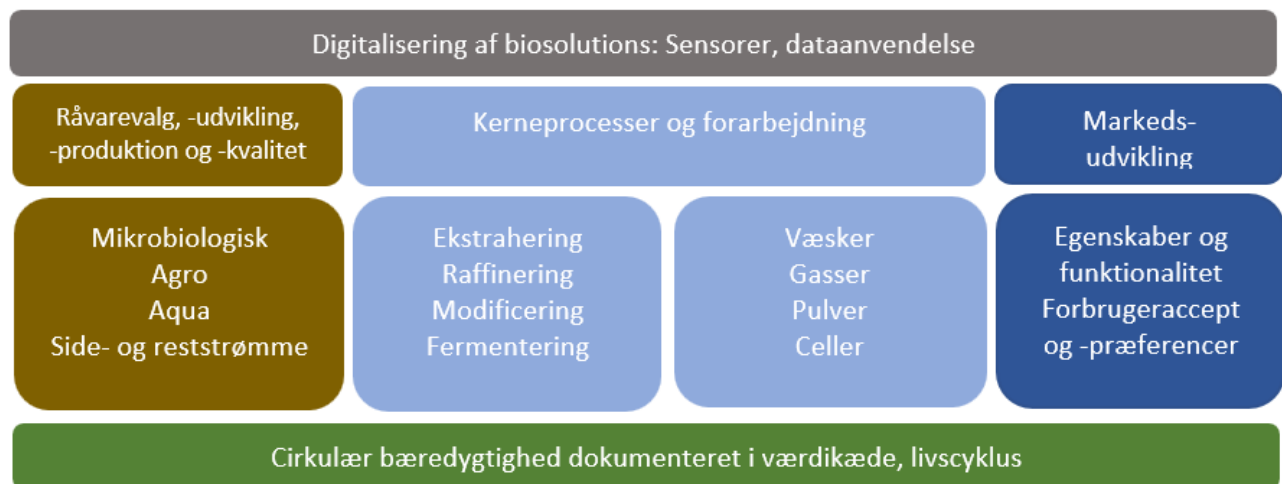 Digitalisering af biosolutions: Sensorer, dataanvendelse
Råvarevalg, -udvikling,
-produktion og -kvalitet
Kerneprocesser og forarbejdning
Markeds-
udvikling
Mikrobiologisk
Agro
Aqua
Side- og reststrømme
Ekstrahering
Raffinering
Modificering
Fermentering
Væsker
Gasser
Pulver
Celler
Egenskaber og
funktionalitet
Forbrugeraccept
og -præferencer
Cirkulær bæredygtighed dokumenteret i værdikæde, livscyklus